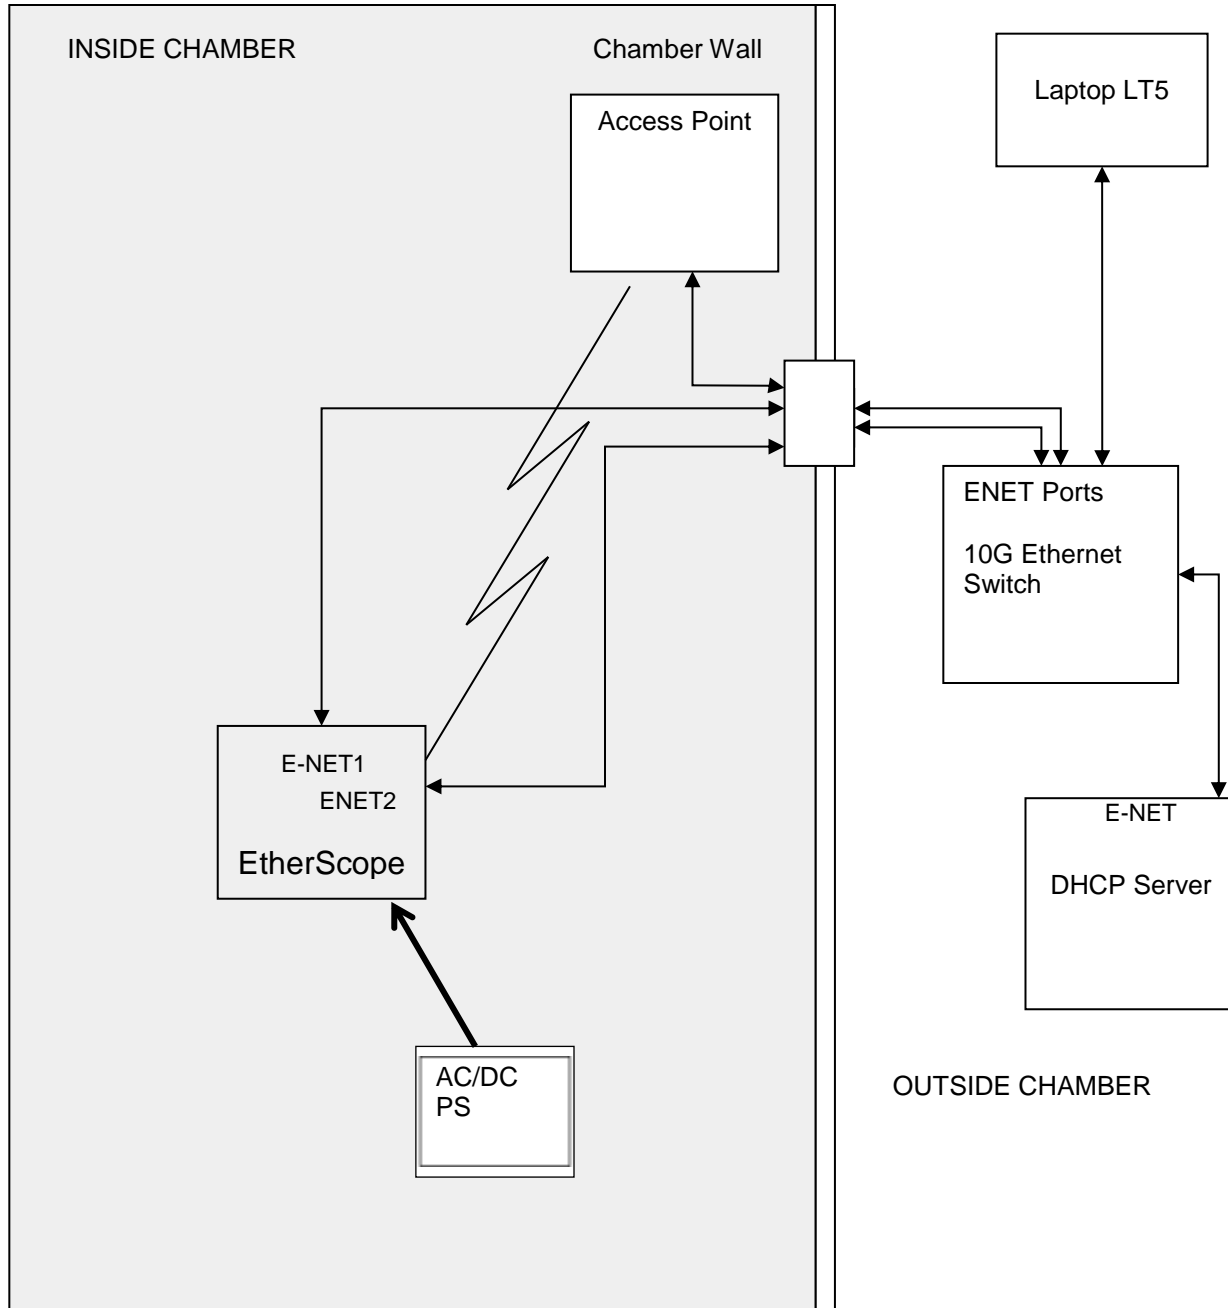 INSIDE CHAMBER
Chamber Wall
Access Point
Laptop LT5
ENET Ports
10G Ethernet
Switch
E-NET1
ENET2
EtherScope
E-NET
DHCP Server
AC/DC
PS
OUTSIDE CHAMBER